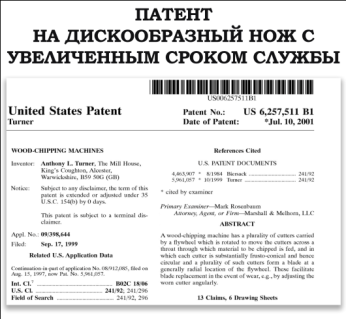 ПАТЕНТ
НА ДИСКООБРАЗНЫЙ НОЖ С
УВЕЛИЧЕННЫМ СРОКОМ СЛУЖБЫ
US006257511B1
United States Patent
Turner
Patent No.: US 6,257,511 B1
Date of Patent: *Jul. 10, 2001
WOOD-CHIPPING MACHINES
Inventor: Anthony L. Turner, The Mill House,
King's Coughton, Alcester,
Warwickshire, B59 50G (GB)
Notice: Subject to any disclaimer, the term of this
patent is extended or adjusted under 35
U.S.C. 154(b) by 0 days.
This patent is subject to a terminal dis-
claimer.
Appl. No.: 09/398,644
Filed: Sep. 17, 1999
Related U.S. Application Data
Continuation-in-part of application No. 08/912,085, filed on
Aug. 15, 1997, now Pat. No. 5,961,057.
Int. Cl.7 B02C 18/06
U.S. Cl. 241/92; 241/296
Field of Search 241/92, 296
References Cited
U.S. PATENT DOCUMENTS
4,463,907 * 8/1984 Biersack 241/92
5,961,057 * 10/1999 Turner 241/92
* cited by examiner
Primary Examiner—Mark Rosenbaum
Attorney, Agent, or Firm—Marshall & Melhorn, LLC
ABSTRACT
A wood-chipping machine has a plurality of cutters carried
by a flywheel which is rotated to move the cutters across a
throat through which material to be chipped is fed, and in
which each cutter is substantially frusto-conical and hence
circular and a plurality of such cutters form a blade at a
generally radial location of the flywheel. These facilitate
blade replacement in the event of wear, e.g., by adjusting the
worn cutter angularly.
13 Claims, 6 Drawing Sheets